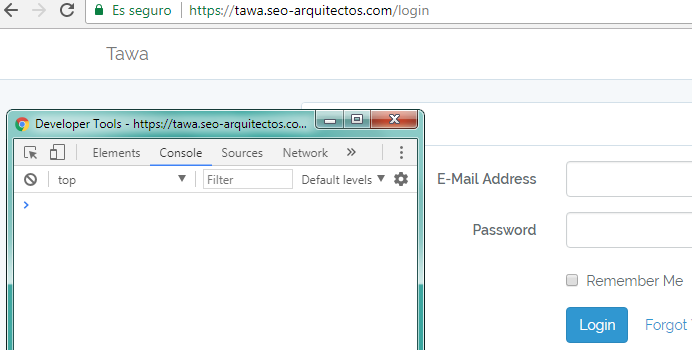 Es seguro | https://tawa.seo-arquitectos.com/login
Tawa
Developer Tools - https://tawa.seo-arquitectos.co...
Elements Console Sources Network »
top Filter Default levels
>
E-Mail Address
Password
Remember Me
Login Forgot